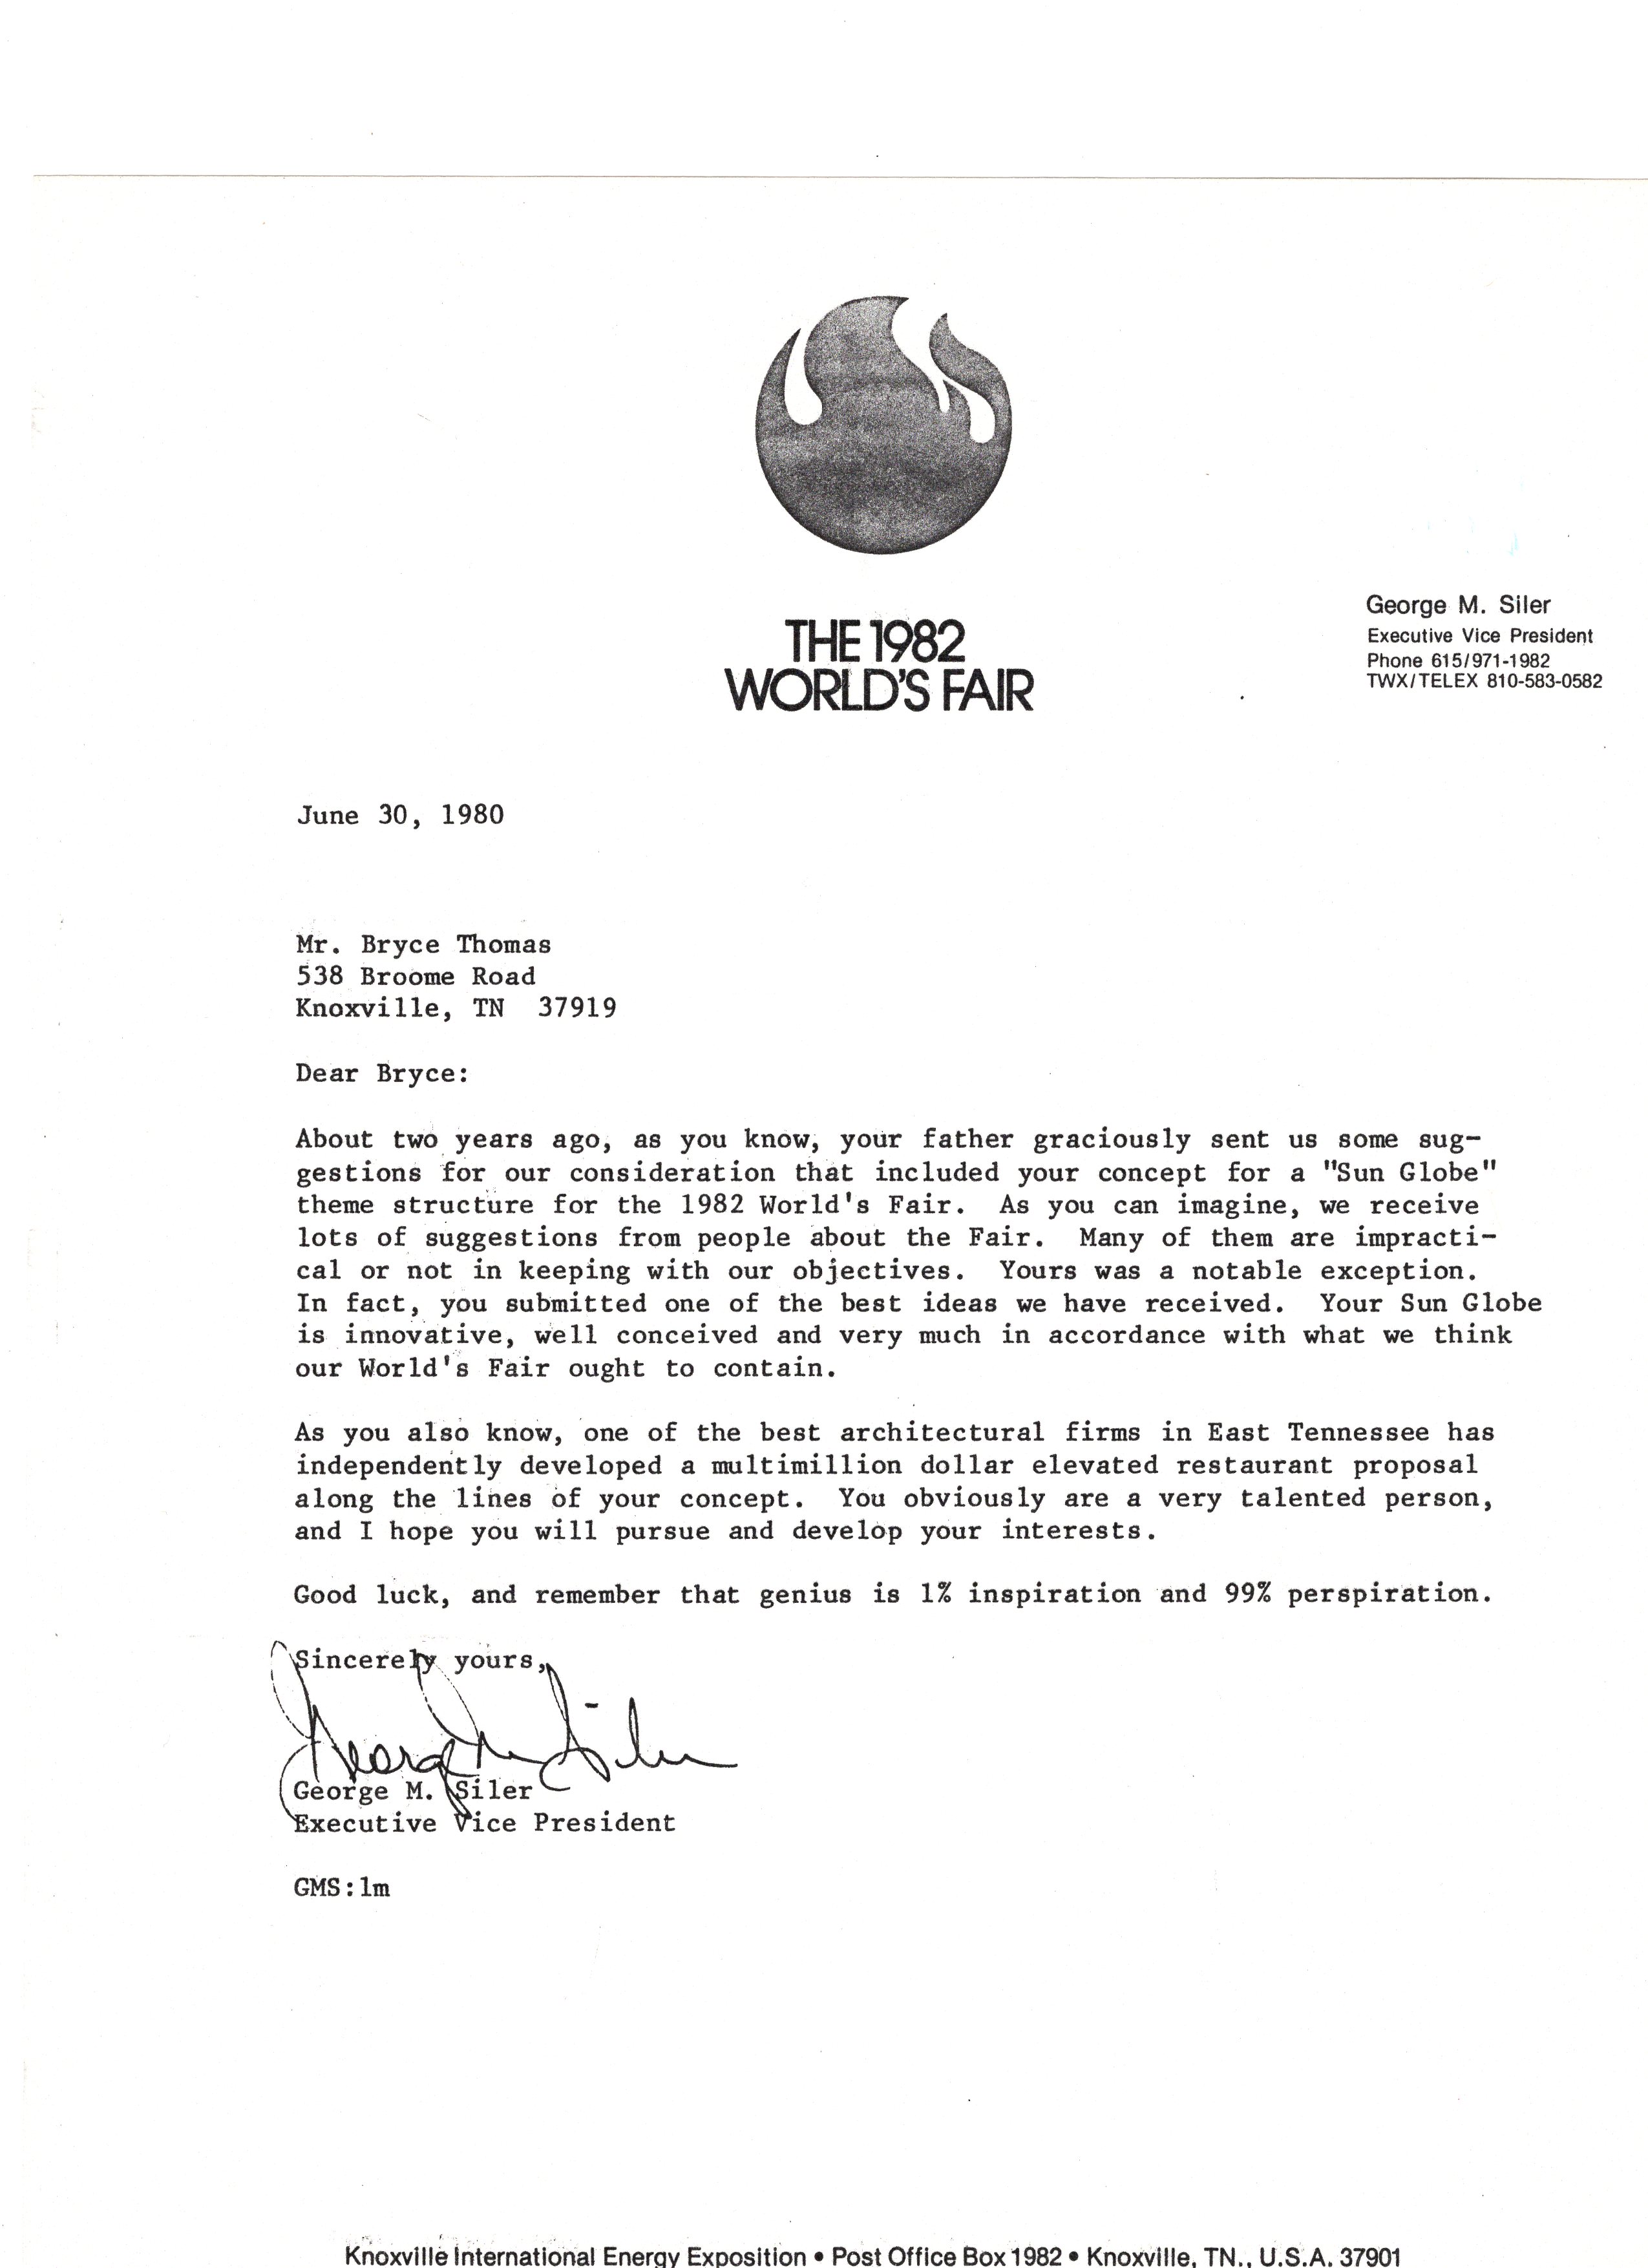 THE 1982
WORLD'S FAIR
George M. Siler
Executive Vice President
Phone 615/971-1982
TWX/TELEX 810-583-0582
June 30, 1980
Mr. Bryce Thomas
538 Broome Road
Knoxville, TN  37919
Dear Bryce:
About two years ago, as you know, your father graciously sent us some sug-
gestions for our consideration that included your concept for a "Sun Globe"
theme structure for the 1982 World's Fair.  As you can imagine, we receive
lots of suggestions from people about the Fair.  Many of them are impracti-
cal or not in keeping with our objectives.  Yours was a notable exception.
In fact, you submitted one of the best ideas we have received.  Your Sun Globe
is innovative, well conceived and very much in accordance with what we think
our World's Fair ought to contain.
As you also know, one of the best architectural firms in East Tennessee has
independently developed a multimillion dollar elevated restaurant proposal
along the lines of your concept.  You obviously are a very talented person,
and I hope you will pursue and develop your interests.
Good luck, and remember that genius is 1% inspiration and 99% perspiration.
Sincerely yours,
George M. Siler
George M. Siler
Executive Vice President
GMS:lm
Knoxville International Energy Exposition • Post Office Box 1982 • Knoxville, TN., U.S.A. 37901